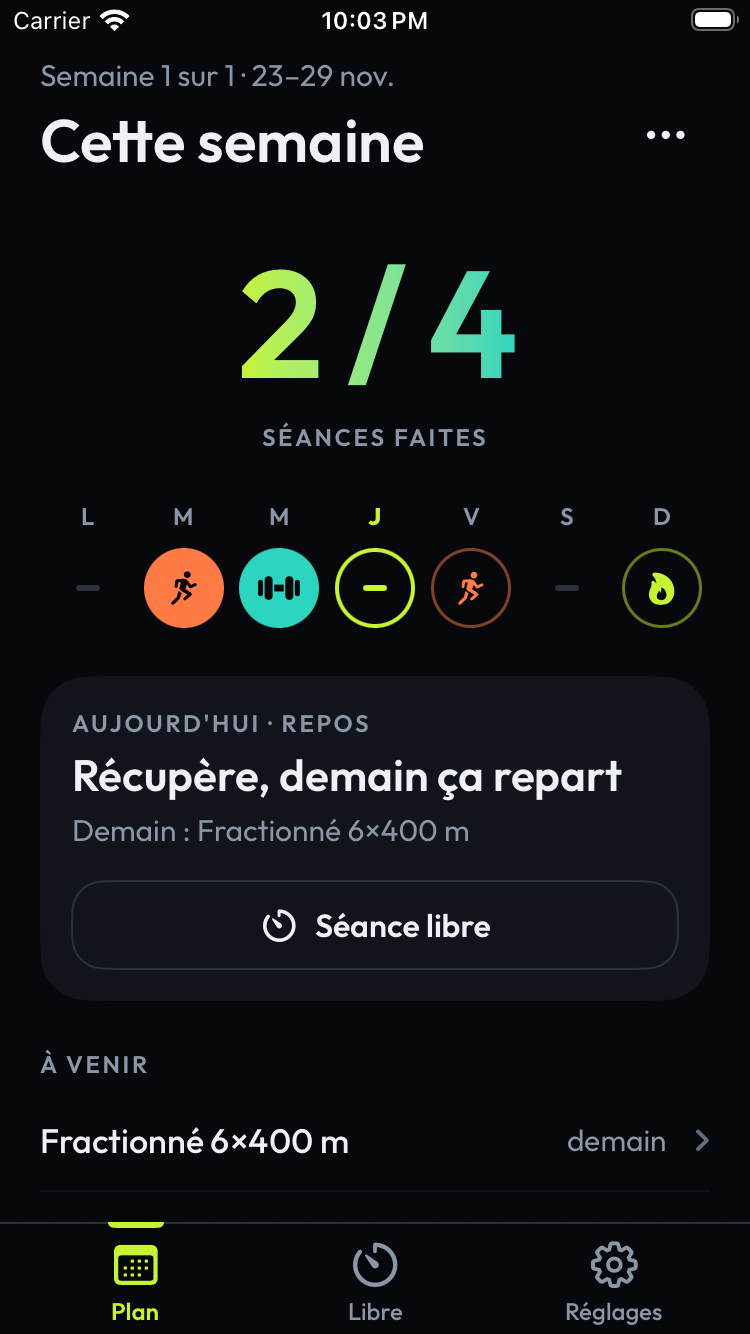 Carrier 10:03 PM
Semaine 1 sur 1 · 23–29 nov.
Cette semaine
2/4
SÉANCES FAITES
L M M J V S D
AUJOURD'HUI · REPOS
Récupère, demain ça repart
Demain : Fractionné 6×400 m
Séance libre
À VENIR
Fractionné 6×400 m demain
Plan Libre Réglages